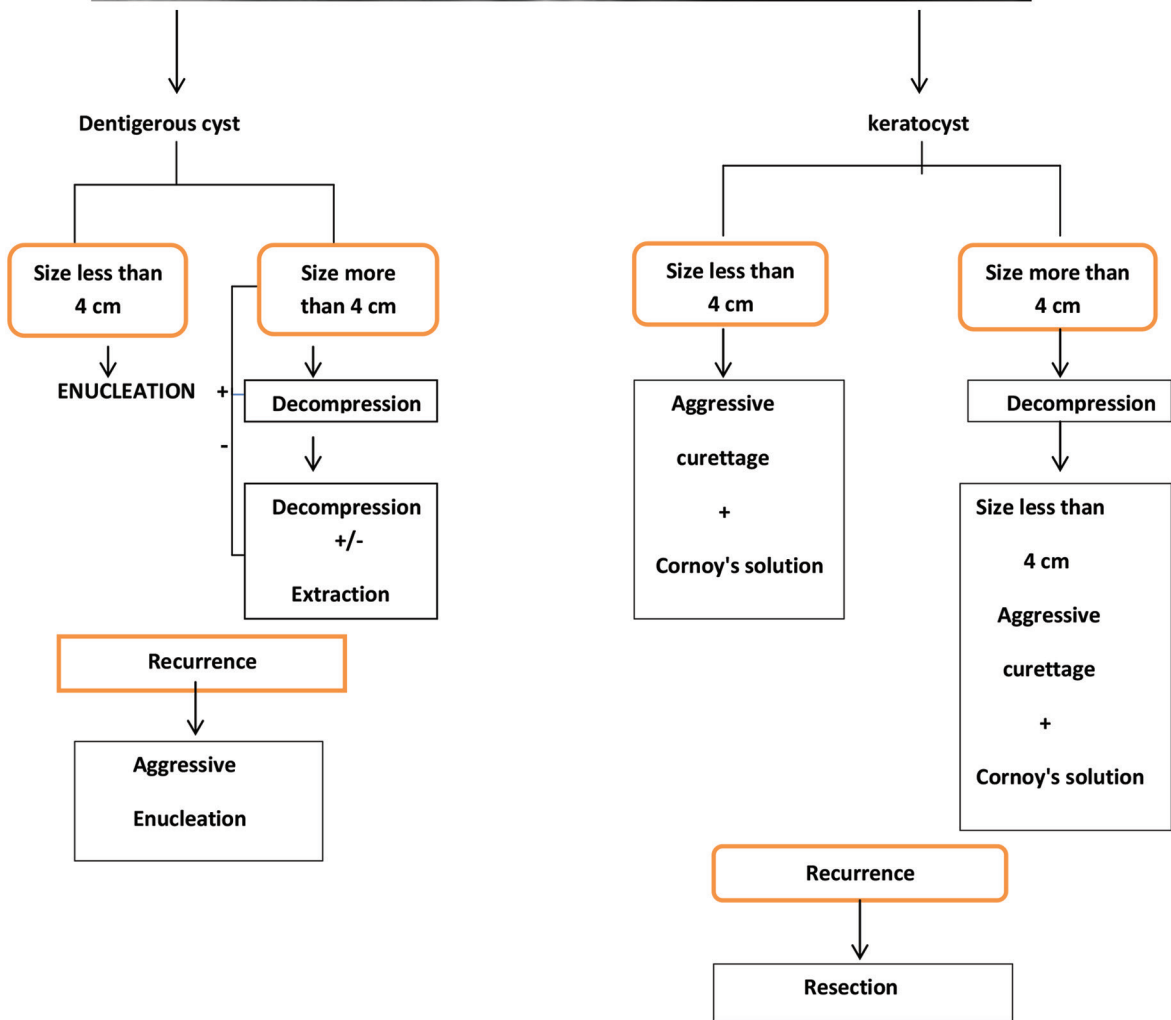 Dentigerous cyst
Size less than
4 cm
ENUCLEATION
Size more
than 4 cm
+
-
Decompression
Decompression
+/-
Extraction
Recurrence
Aggressive
Enucleation
keratocyst
Size less than
4 cm
Aggressive
curettage
+
Cornoy's solution
Size more than
4 cm
Decompression
Size less than
4 cm
Aggressive
curettage
+
Cornoy's solution
Recurrence
Resection